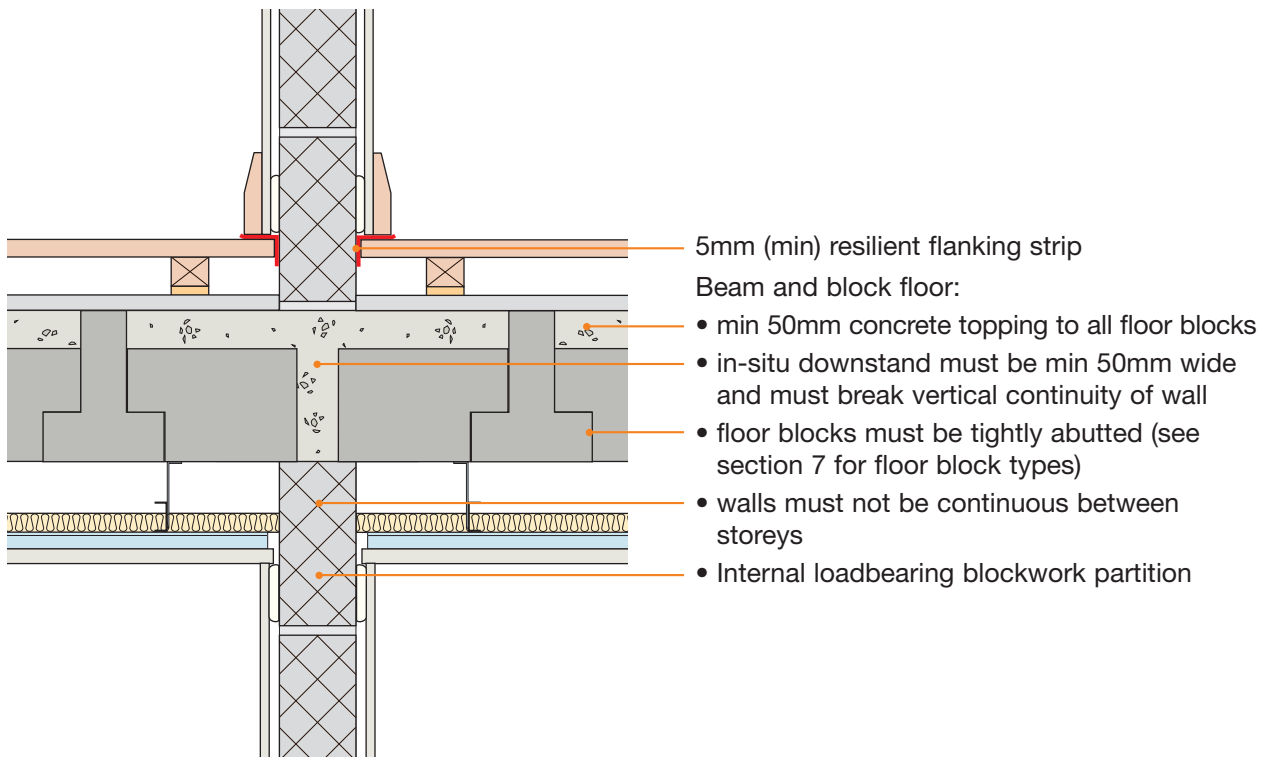 5mm (min) resilient flanking strip
Beam and block floor:
• min 50mm concrete topping to all floor blocks
• in-situ downstand must be min 50mm wide
and must break vertical continuity of wall
• floor blocks must be tightly abutted (see
section 7 for floor block types)
• walls must not be continuous between
storeys
• Internal loadbearing blockwork partition